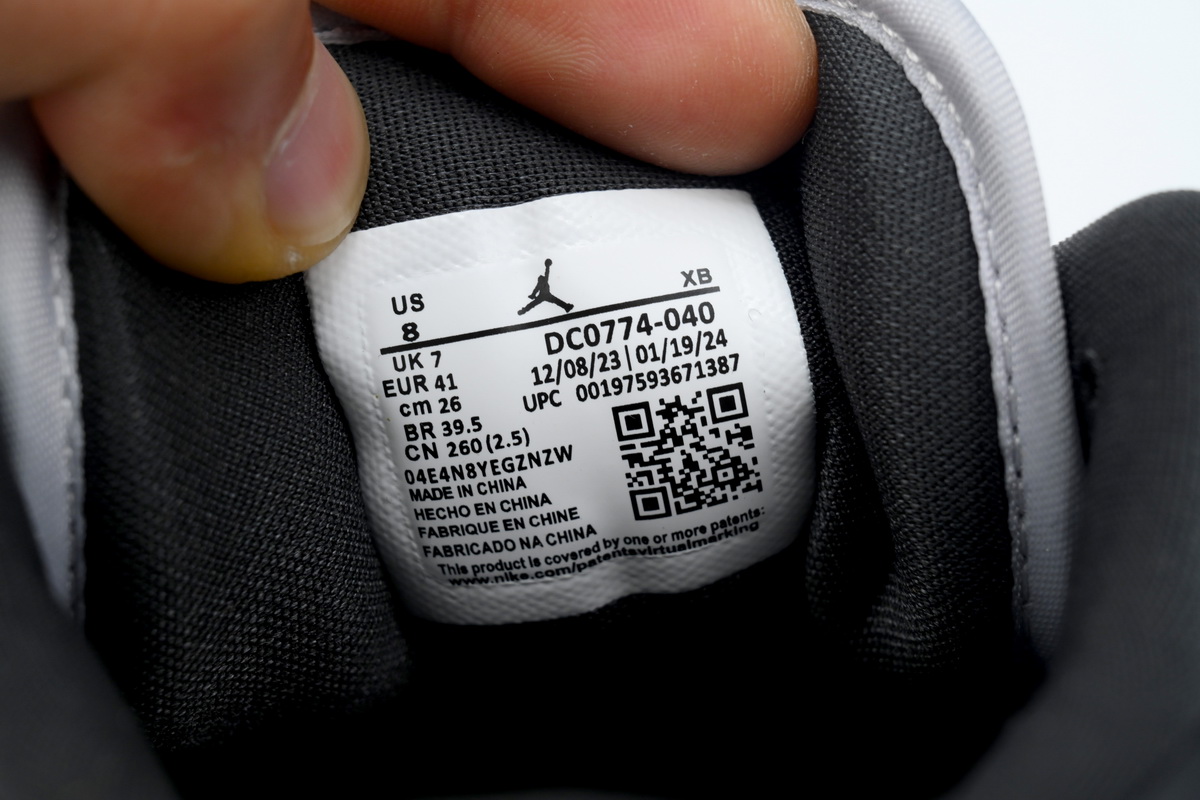 US
XB
8
DC0774-040
UK 7
12/08/23 | 01/19/24
EUR 41
UPC 00197593671387
cm 26
BR 39.5
CN 260 (2.5)
04E4N8YEGZNZW
MADE IN CHINA
HECHO EN CHINA
FABRIQUE EN CHINE
FABRICADO NA CHINA
This product is covered by one or more patents:
www.nike.com/patentsvirtualmarking